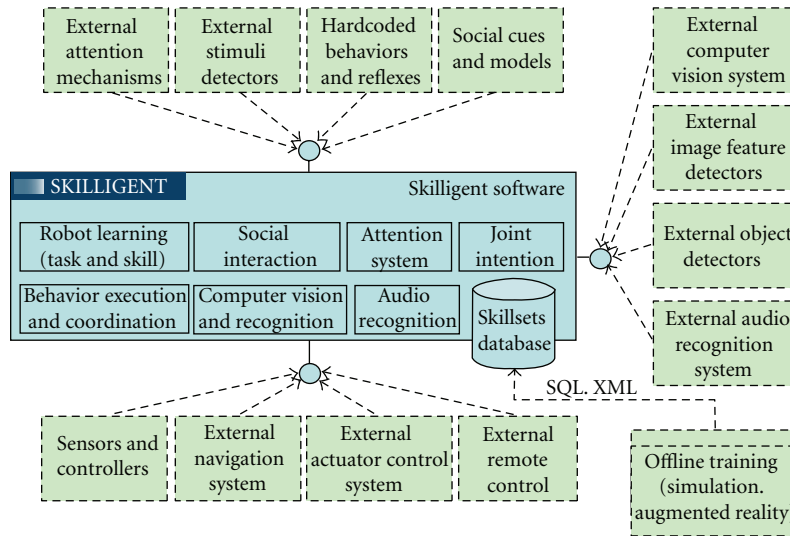 External
attention
mechanisms
External
stimuli
detectors
Hardcoded
behaviors
and reflexes
Social cues
and models
External
computer
vision system
External
image feature
detectors
External object
detectors
External audio
recognition
system
SKILLIGENT
Skilligent software
Robot learning
(task and skill)
Social
interaction
Attention
system
Joint
intention
Behavior execution
and coordination
Computer vision
and recognition
Audio
recognition
Skillsets
database
SQL. XML
Sensors and
controllers
External
navigation
system
External
actuator control
system
External
remote
control
Offline training
(simulation.
augmented reality)